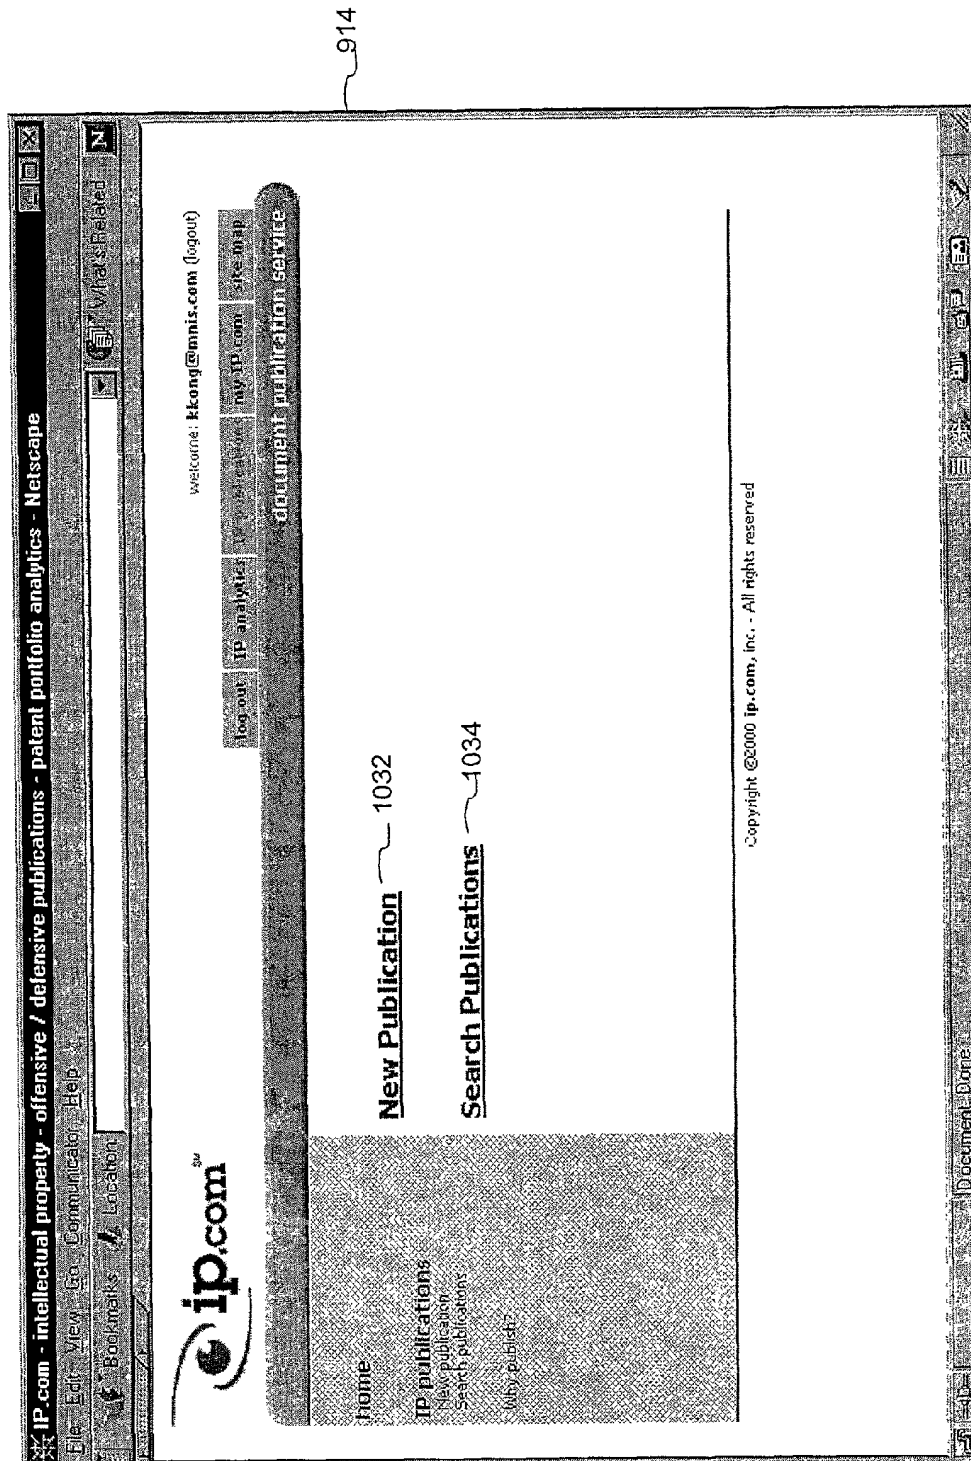 IP.com - intellectual property - offensive / defensive publications - patent portfolio analytics - Netscape
File Edit View Go Communicator Help
Bookmarks Location What's Related N
ip.com SM
welcome: kkong@mnis.com (logout)
log out IP analytics IP publications my IP.com site map
document publication service
home
IP publications
New publication
Search publications
Why publish?
New Publication 1032
Search Publications 1034
Copyright ©2000 ip.com, inc. - All rights reserved
Document: Done
914